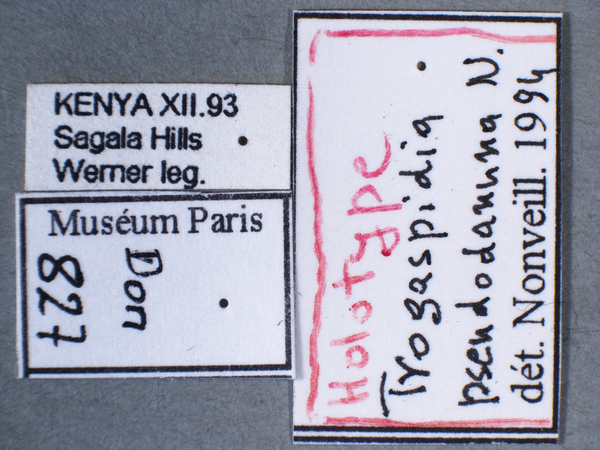 KENYA XII.93
Sagala Hills
Werner leg.
Muséum Paris
Don
827
Holotype
Trogaspidia
pseudodanuna N.
dét. Nonveill. 1994